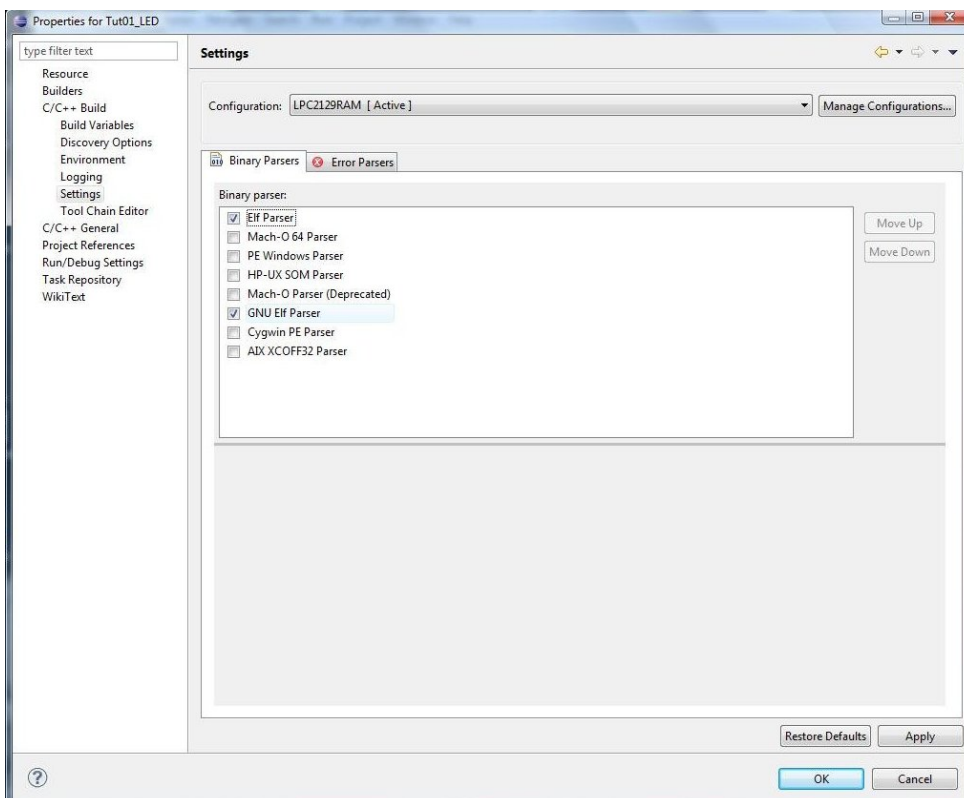 Properties for Tut01_LED
type filter text
Resource
Builders
C/C++ Build
Build Variables
Discovery Options
Environment
Logging
Settings
Tool Chain Editor
C/C++ General
Project References
Run/Debug Settings
Task Repository
WikiText
Settings
Configuration: LPC2129RAM [ Active ] Manage Configurations...
Binary Parsers Error Parsers
Binary parser:
Elf Parser
Mach-O 64 Parser
PE Windows Parser
HP-UX SOM Parser
Mach-O Parser (Deprecated)
GNU Elf Parser
Cygwin PE Parser
AIX XCOFF32 Parser
Move Up
Move Down
Restore Defaults Apply
OK Cancel